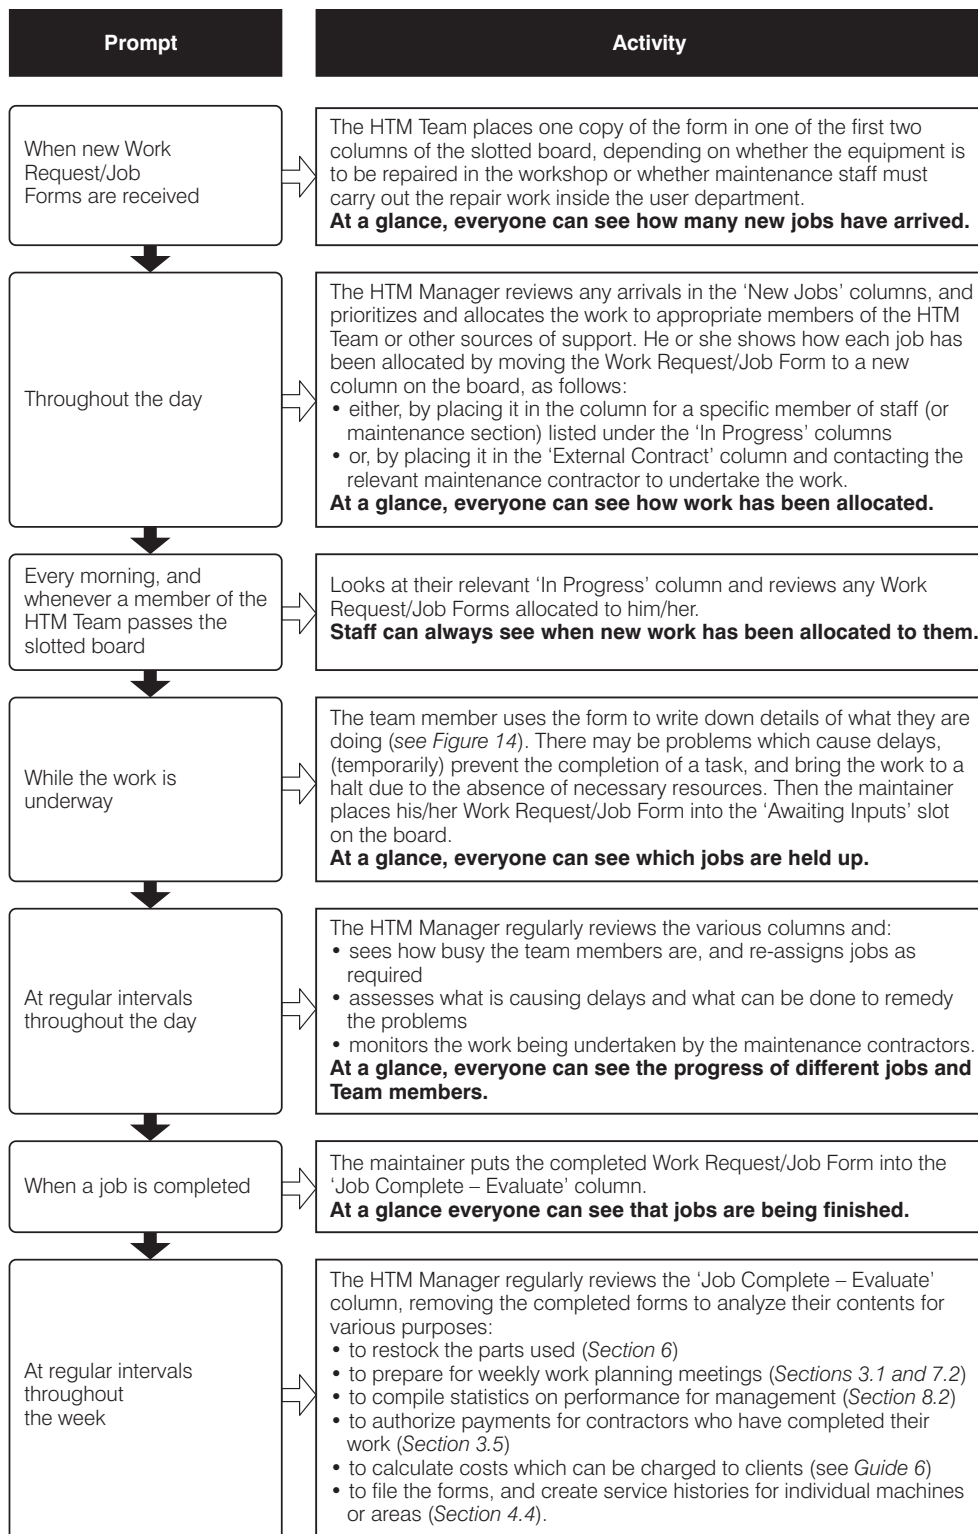 Prompt
Activity
When new Work
Request/Job
Forms are received
The HTM Team places one copy of the form in one of the first two
columns of the slotted board, depending on whether the equipment is
to be repaired in the workshop or whether maintenance staff must
carry out the repair work inside the user department.
At a glance, everyone can see how many new jobs have arrived.
Throughout the day
The HTM Manager reviews any arrivals in the ‘New Jobs’ columns, and
prioritizes and allocates the work to appropriate members of the HTM
Team or other sources of support. He or she shows how each job has
been allocated by moving the Work Request/Job Form to a new
column on the board, as follows:
• either, by placing it in the column for a specific member of staff (or
maintenance section) listed under the ‘In Progress’ columns
• or, by placing it in the ‘External Contract’ column and contacting the
relevant maintenance contractor to undertake the work.
At a glance, everyone can see how work has been allocated.
Every morning, and
whenever a member of the
HTM Team passes the
slotted board
Looks at their relevant ‘In Progress’ column and reviews any Work
Request/Job Forms allocated to him/her.
Staff can always see when new work has been allocated to them.
While the work is
underway
The team member uses the form to write down details of what they are
doing (see Figure 14). There may be problems which cause delays,
(temporarily) prevent the completion of a task, and bring the work to a
halt due to the absence of necessary resources. Then the maintainer
places his/her Work Request/Job Form into the ‘Awaiting Inputs’ slot
on the board.
At a glance, everyone can see which jobs are held up.
At regular intervals
throughout the day
The HTM Manager regularly reviews the various columns and:
• sees how busy the team members are, and re-assigns jobs as
required
• assesses what is causing delays and what can be done to remedy
the problems
• monitors the work being undertaken by the maintenance contractors.
At a glance, everyone can see the progress of different jobs and
Team members.
When a job is completed
The maintainer puts the completed Work Request/Job Form into the
‘Job Complete – Evaluate’ column.
At a glance everyone can see that jobs are being finished.
At regular intervals
throughout
the week
The HTM Manager regularly reviews the ‘Job Complete – Evaluate’
column, removing the completed forms to analyze their contents for
various purposes:
• to restock the parts used (Section 6)
• to prepare for weekly work planning meetings (Sections 3.1 and 7.2)
• to compile statistics on performance for management (Section 8.2)
• to authorize payments for contractors who have completed their
work (Section 3.5)
• to calculate costs which can be charged to clients (see Guide 6)
• to file the forms, and create service histories for individual machines
or areas (Section 4.4).